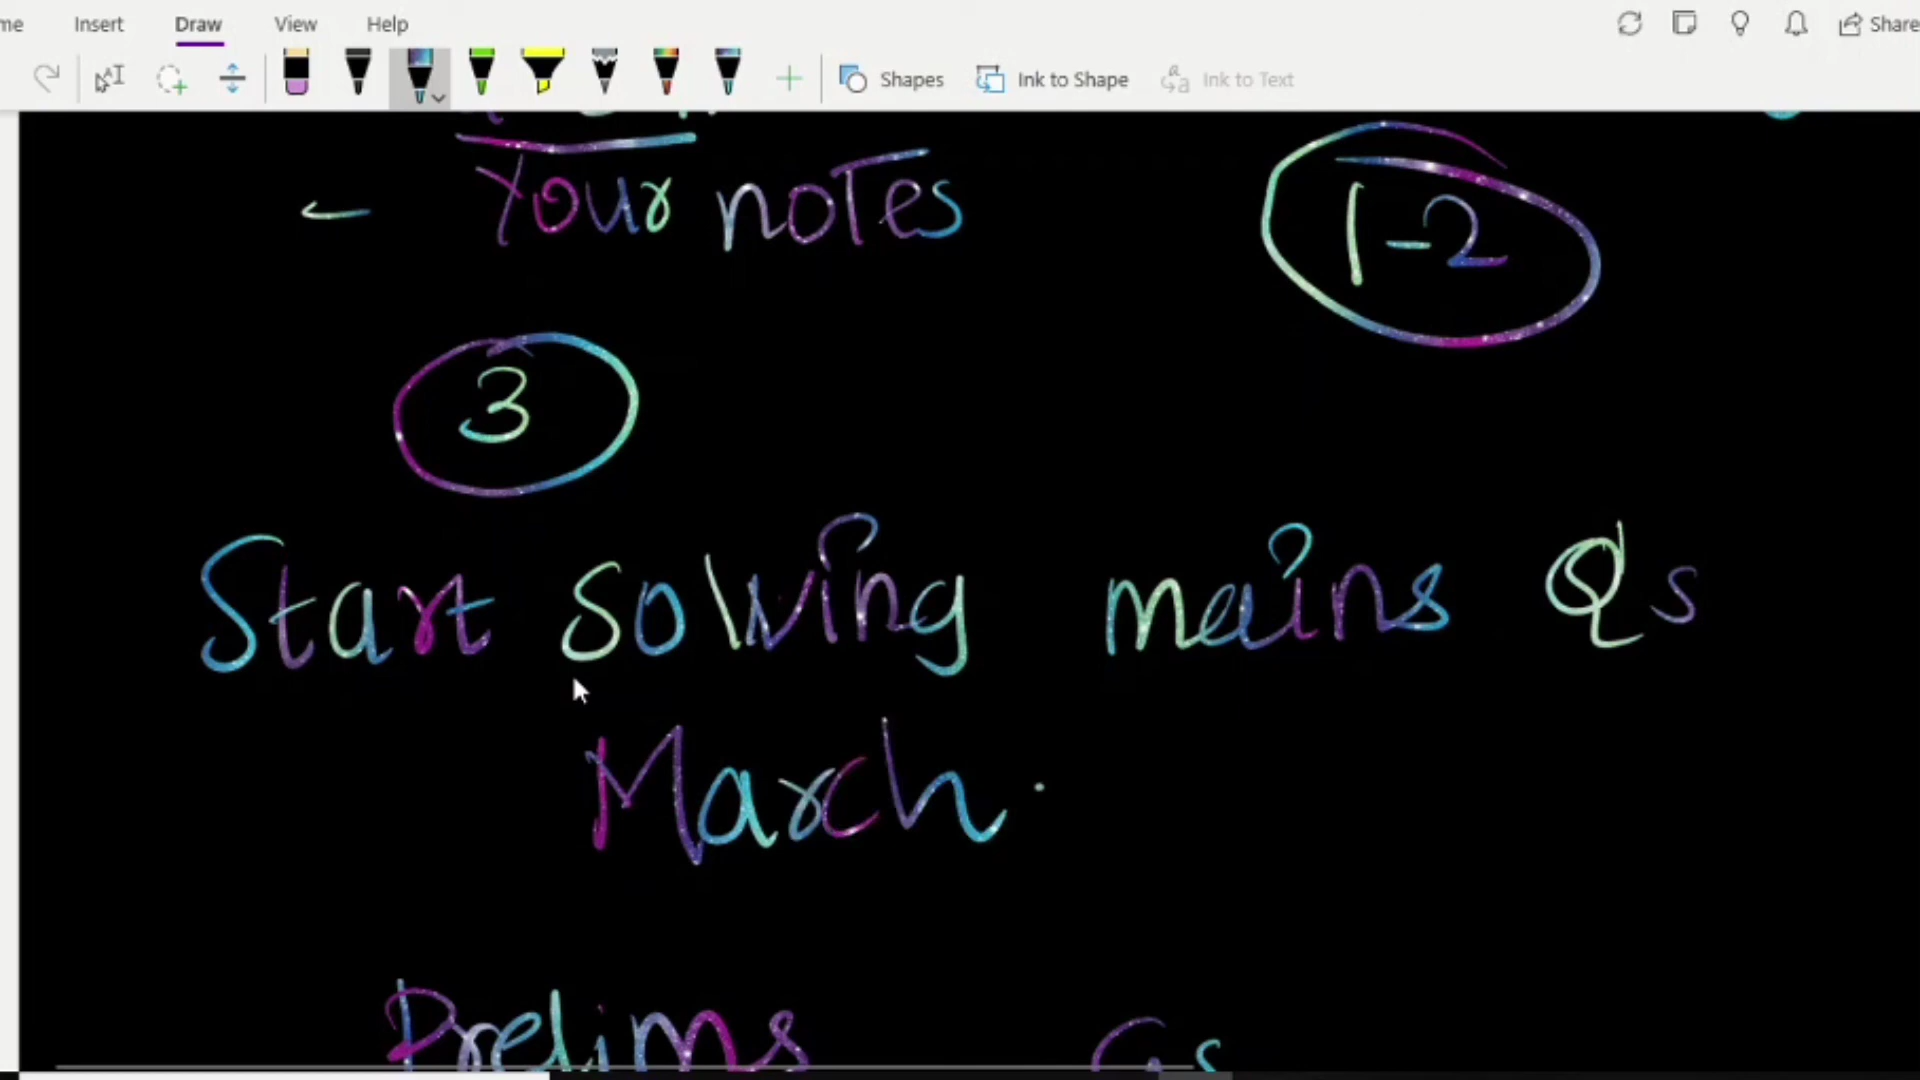 Insert Draw View Help Share
Shapes Ink to Shape Ink to Text
- Your notes 1-2
3
Start solving mains Qs
March.
Prelims